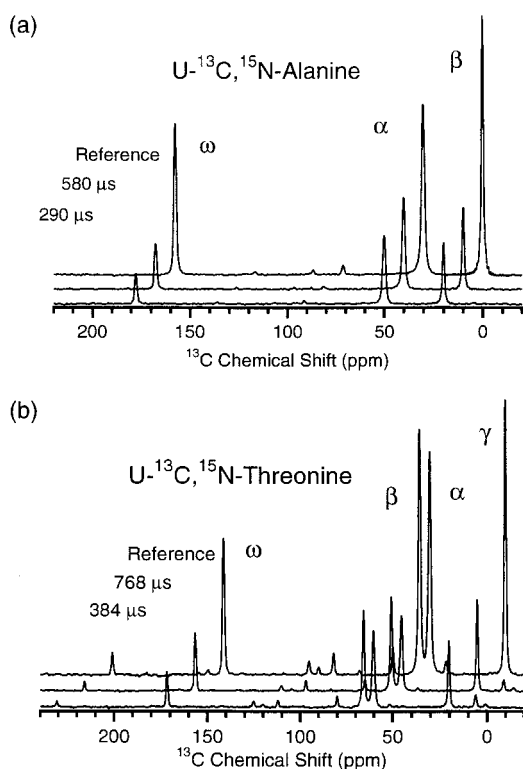 (a)
U-¹³C,¹⁵N-Alanine
β
α
Reference
ω
580 μs
290 μs
200 150 100 50 0
¹³C Chemical Shift (ppm)
(b)
γ
U-¹³C,¹⁵N-Threonine
β
α
Reference
ω
768 μs
384 μs
200 150 100 50 0
¹³C Chemical Shift (ppm)